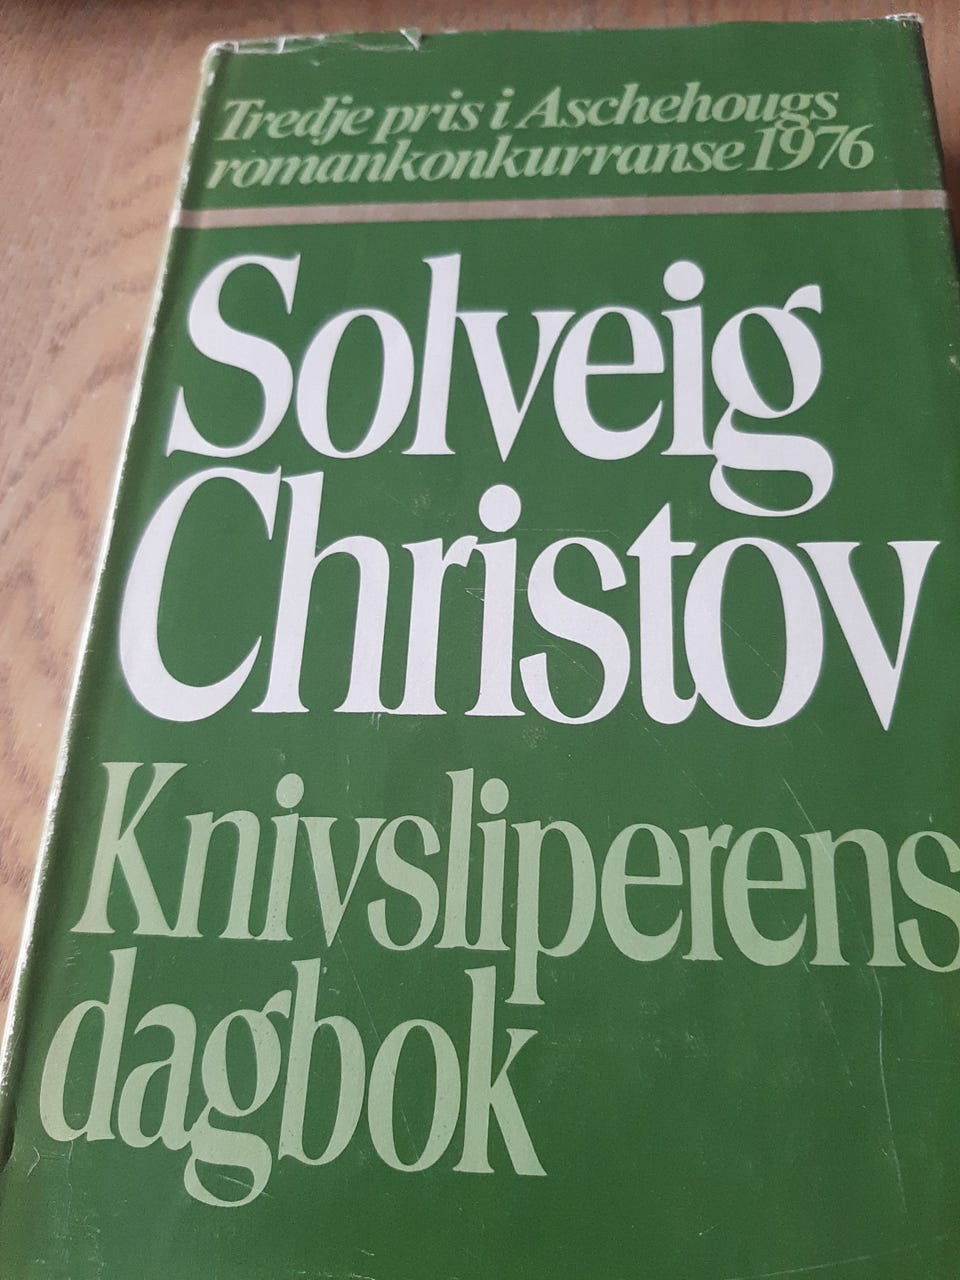 Tredje pris i Aschehougs
romankonkurranse 1976
Solveig
Christov
Knivsliperens
dagbok